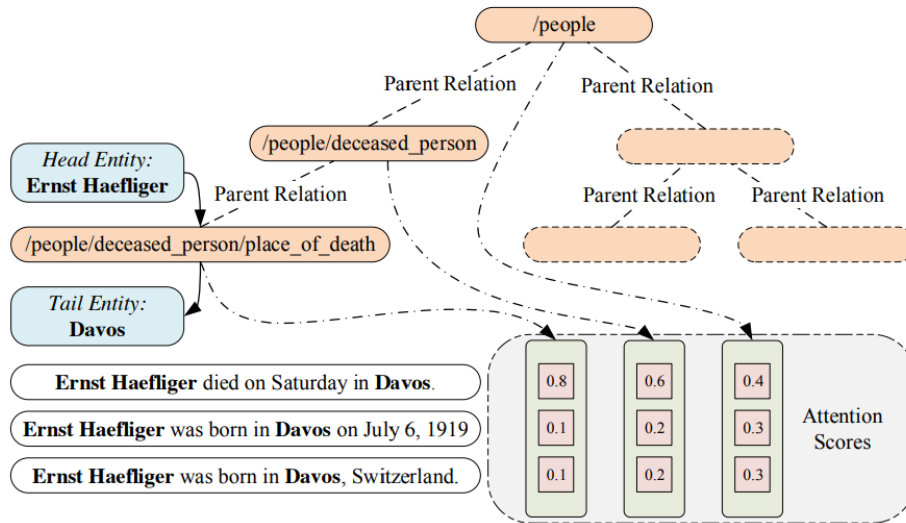 /people
Parent Relation
Parent Relation
/people/deceased_person
Head Entity:
Ernst Haefliger
Parent Relation
Parent Relation
Parent Relation
/people/deceased_person/place_of_death
Tail Entity:
Davos
Ernst Haefliger died on Saturday in Davos.
Ernst Haefliger was born in Davos on July 6, 1919
Ernst Haefliger was born in Davos, Switzerland.
0.8 0.6 0.4
0.1 0.2 0.3
0.1 0.2 0.3
Attention
Scores